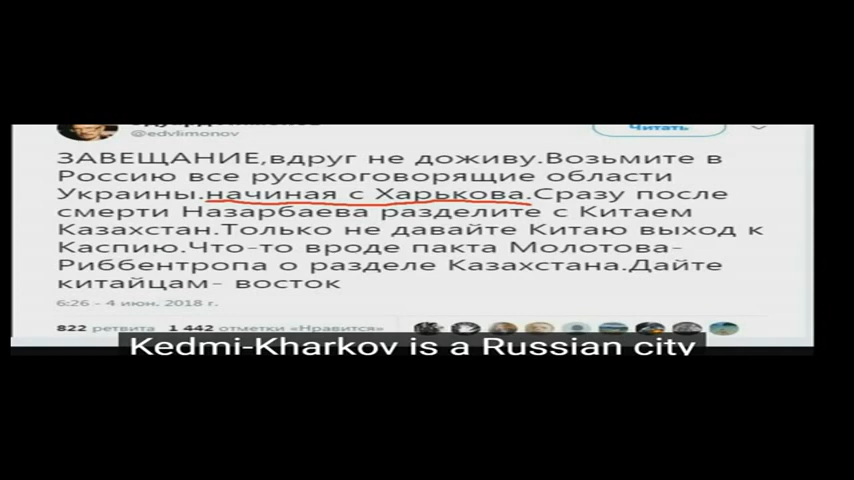 @edvlimonov
Читать
ЗАВЕЩАНИЕ,вдруг не доживу.Возьмите в
Россию все русскоговорящие области
Украины.начиная с Харькова.Сразу после
смерти Назарбаева разделите с Китаем
Казахстан.Только не давайте Китаю выход к
Каспию.Что-то вроде пакта Молотова-
Риббентропа о разделе Казахстана.Дайте
китайцам- восток
6:26 - 4 июн. 2018 г.
822 ретвита 1 442 отметки «Нравится»
Kedmi-Kharkov is a Russian city